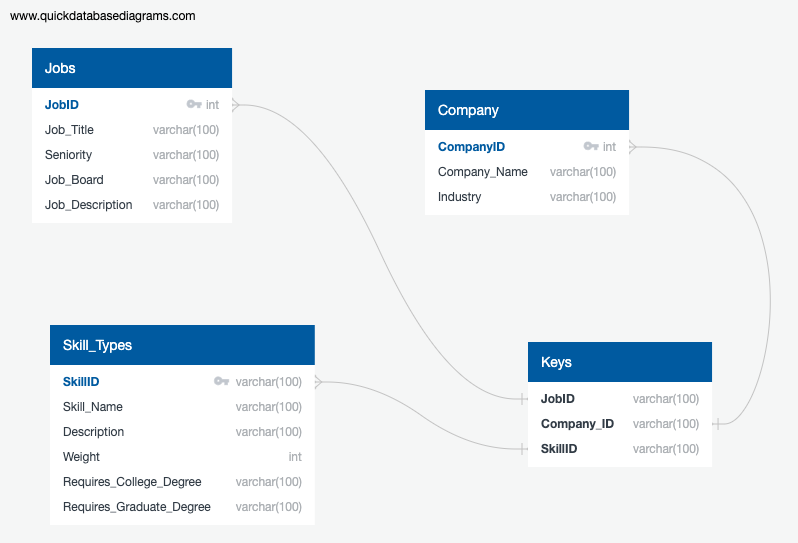 www.quickdatabasediagrams.com
Jobs
JobID int
Job_Title varchar(100)
Seniority varchar(100)
Job_Board varchar(100)
Job_Description varchar(100)
Company
CompanyID int
Company_Name varchar(100)
Industry varchar(100)
Skill_Types
SkillID varchar(100)
Skill_Name varchar(100)
Description varchar(100)
Weight int
Requires_College_Degree varchar(100)
Requires_Graduate_Degree varchar(100)
Keys
JobID varchar(100)
Company_ID varchar(100)
SkillID varchar(100)